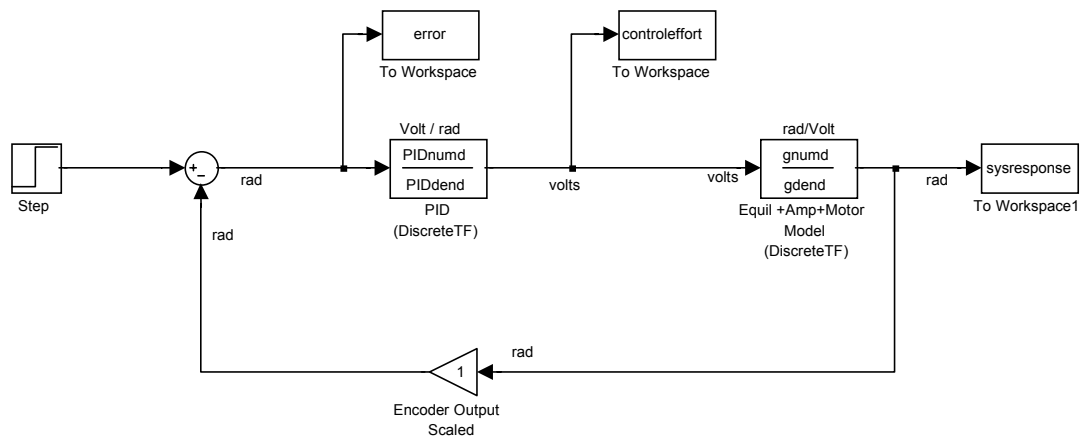 error
To Workspace
controleffort
To Workspace
Step
+
−
rad
Volt / rad
PIDnumd
PIDdend
PID
(DiscreteTF)
volts
volts
rad/Volt
gnumd
gdend
Equil +Amp+Motor
Model
(DiscreteTF)
rad
sysresponse
To Workspace1
rad
rad
1
Encoder Output
Scaled